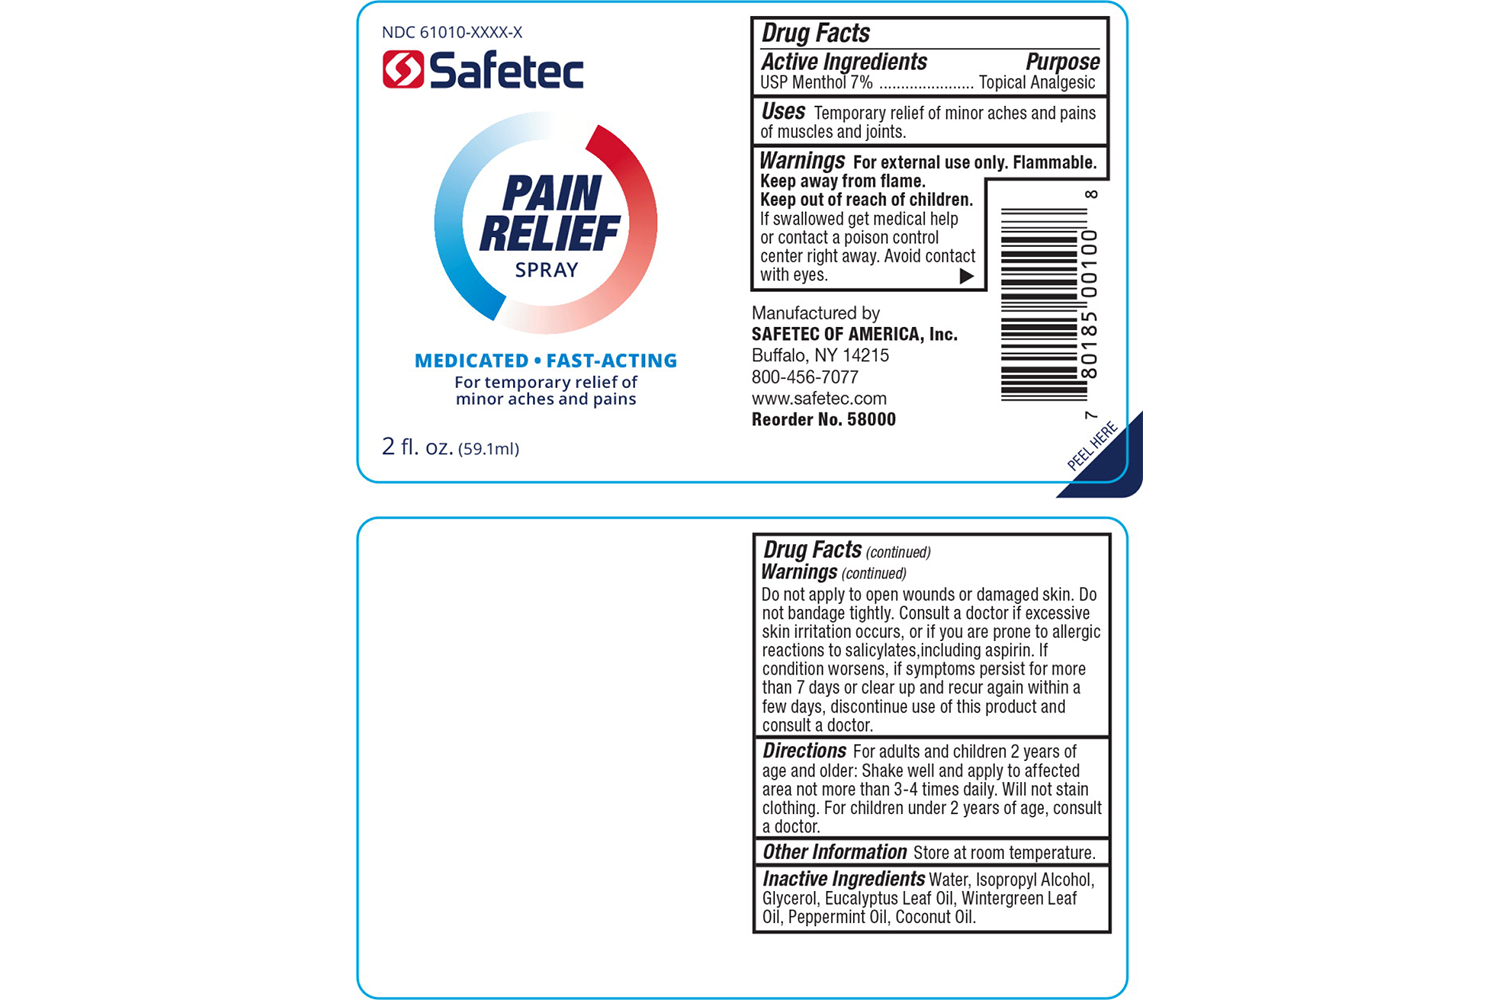 NDC 61010-XXXX-X
Safetec
PAIN
RELIEF
SPRAY
MEDICATED • FAST-ACTING
For temporary relief of
minor aches and pains
2 fl. oz. (59.1ml)
Drug Facts
Active Ingredients Purpose
USP Menthol 7% ...................... Topical Analgesic
Uses Temporary relief of minor aches and pains
of muscles and joints.
Warnings For external use only. Flammable.
Keep away from flame.
Keep out of reach of children.
If swallowed get medical help
or contact a poison control
center right away. Avoid contact
with eyes.
Manufactured by
SAFETEC OF AMERICA, Inc.
Buffalo, NY 14215
800-456-7077
www.safetec.com
Reorder No. 58000
7 80185 00100 8
PEEL HERE
Drug Facts (continued)
Warnings (continued)
Do not apply to open wounds or damaged skin. Do
not bandage tightly. Consult a doctor if excessive
skin irritation occurs, or if you are prone to allergic
reactions to salicylates,including aspirin. If
condition worsens, if symptoms persist for more
than 7 days or clear up and recur again within a
few days, discontinue use of this product and
consult a doctor.
Directions For adults and children 2 years of
age and older: Shake well and apply to affected
area not more than 3-4 times daily. Will not stain
clothing. For children under 2 years of age, consult
a doctor.
Other Information Store at room temperature.
Inactive Ingredients Water, Isopropyl Alcohol,
Glycerol, Eucalyptus Leaf Oil, Wintergreen Leaf
Oil, Peppermint Oil, Coconut Oil.